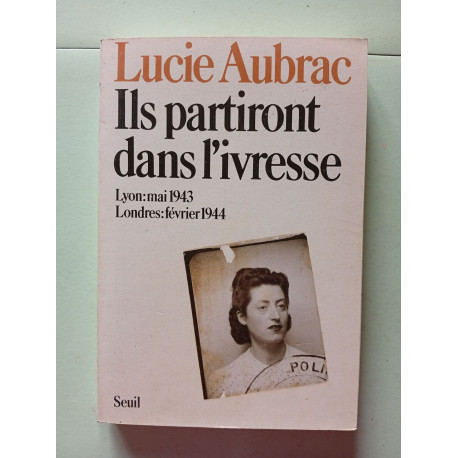 Lucie Aubrac
Ils partiront
dans l'ivresse
Lyon: mai 1943
Londres: février 1944
POLI
Seuil